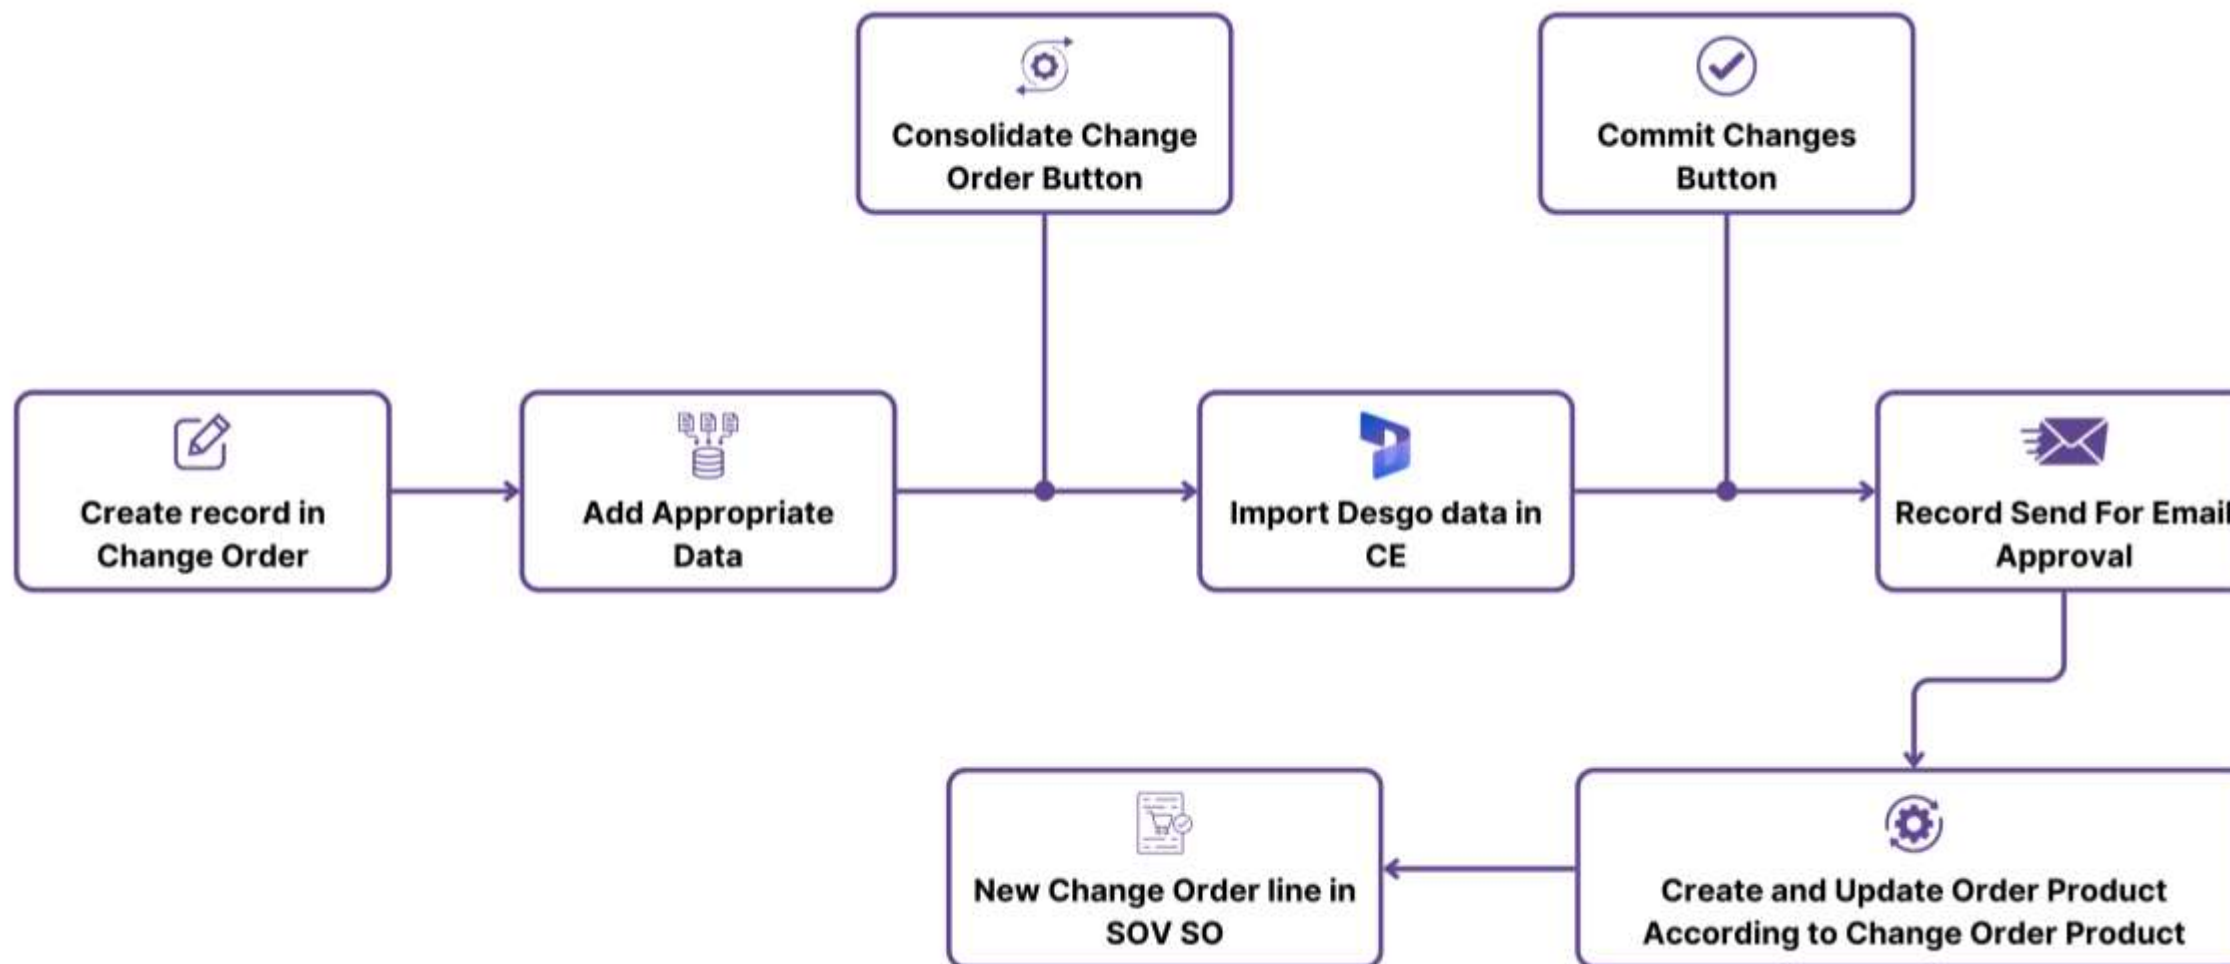 Consolidate Change
Order Button
Commit Changes
Button
Create record in
Change Order
Add Appropriate
Data
Import Desgo data in
CE
Record Send For Email
Approval
New Change Order line in
SOV SO
Create and Update Order Product
According to Change Order Product